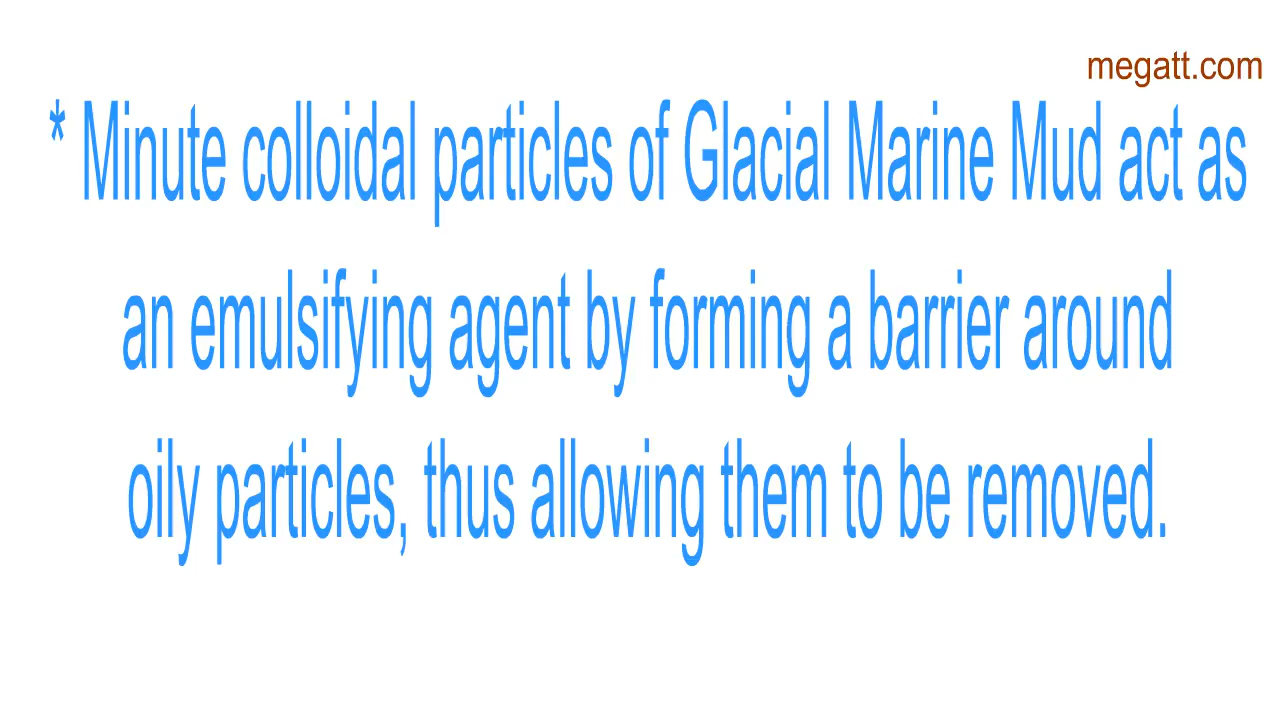 megatt.com
* Minute colloidal particles of Glacial Marine Mud act as
an emulsifying agent by forming a barrier around
oily particles, thus allowing them to be removed.